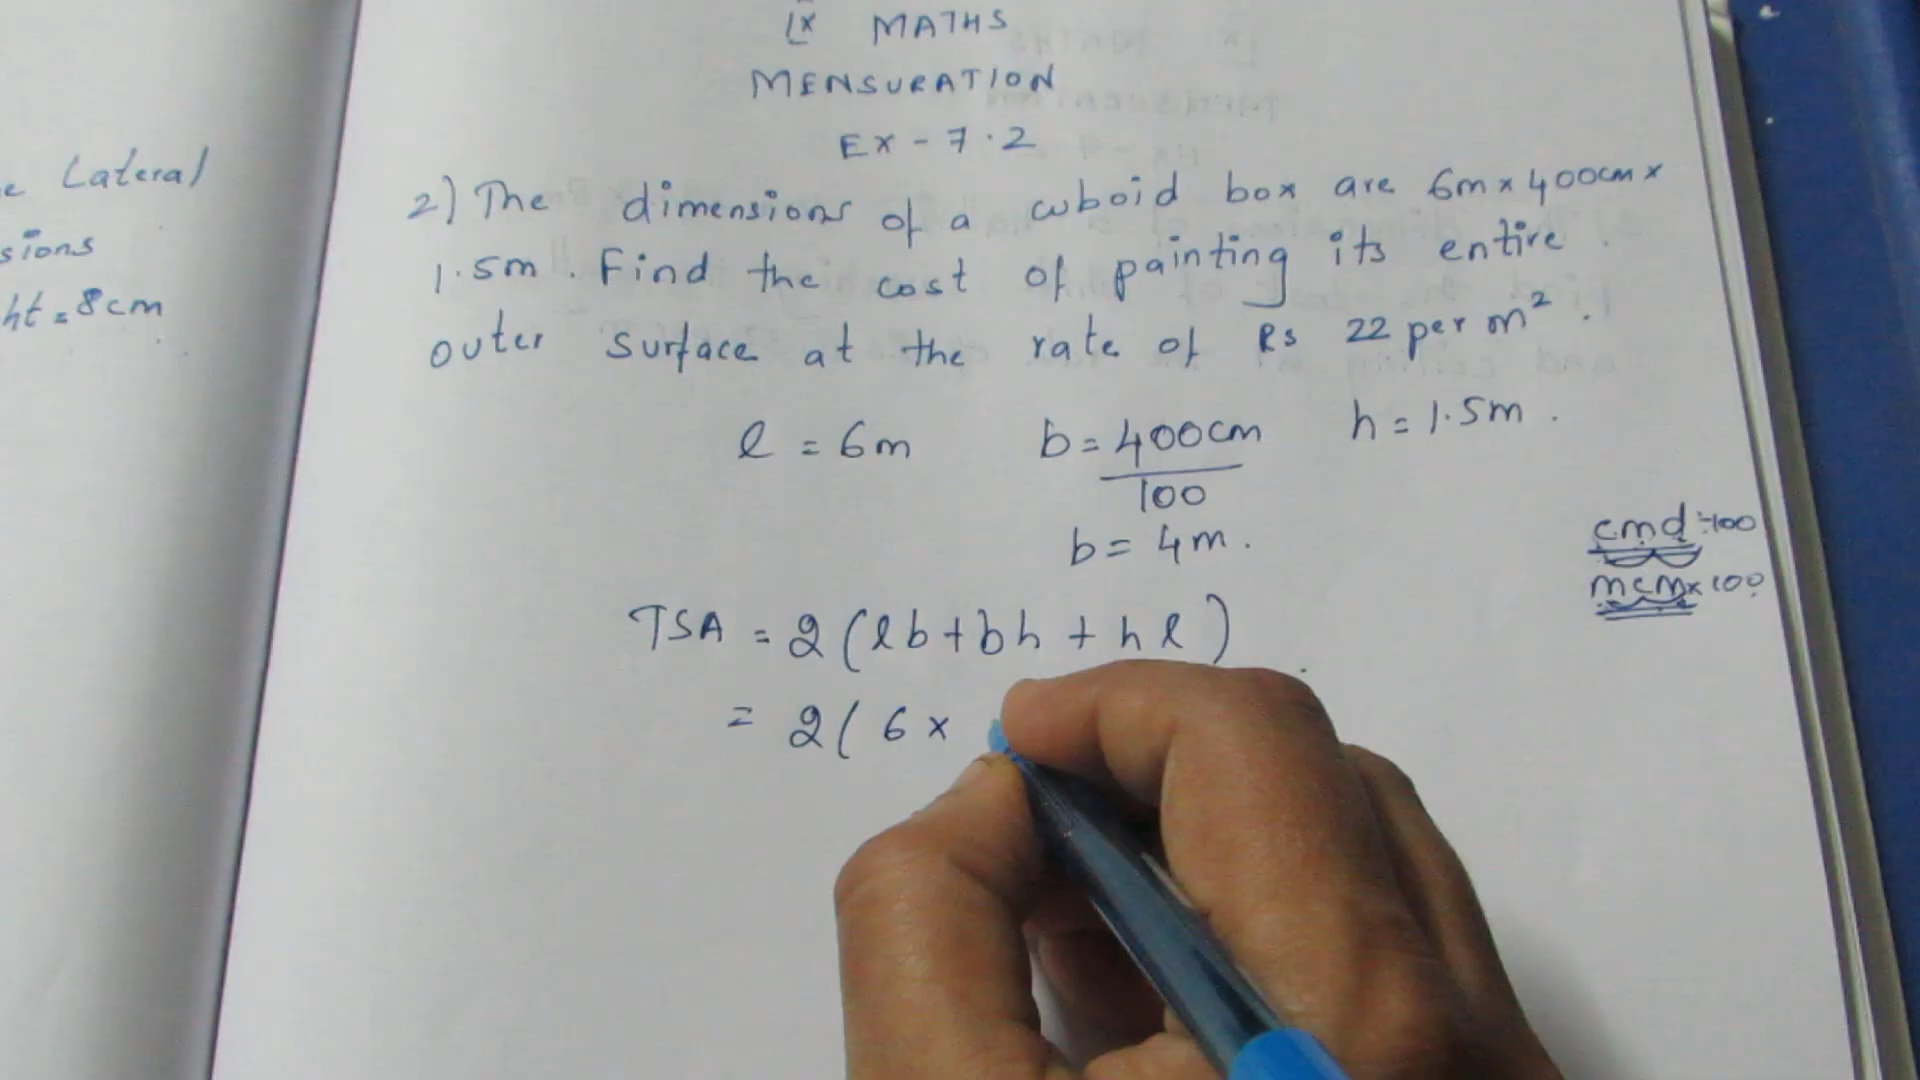 e Lateral
sions
ht = 8cm
IX MATHS
MENSURATION
Ex - 7.2
2) The dimensions of a cuboid box are 6m x 400cm x
1.5m. Find the cost of painting its entire
outer surface at the rate of Rs 22 per m².
l = 6m b = 400cm h = 1.5m.
100
b = 4m.
cmd ÷100
mcm x 100
TSA = 2 (lb + bh + hl)
= 2 ( 6 x